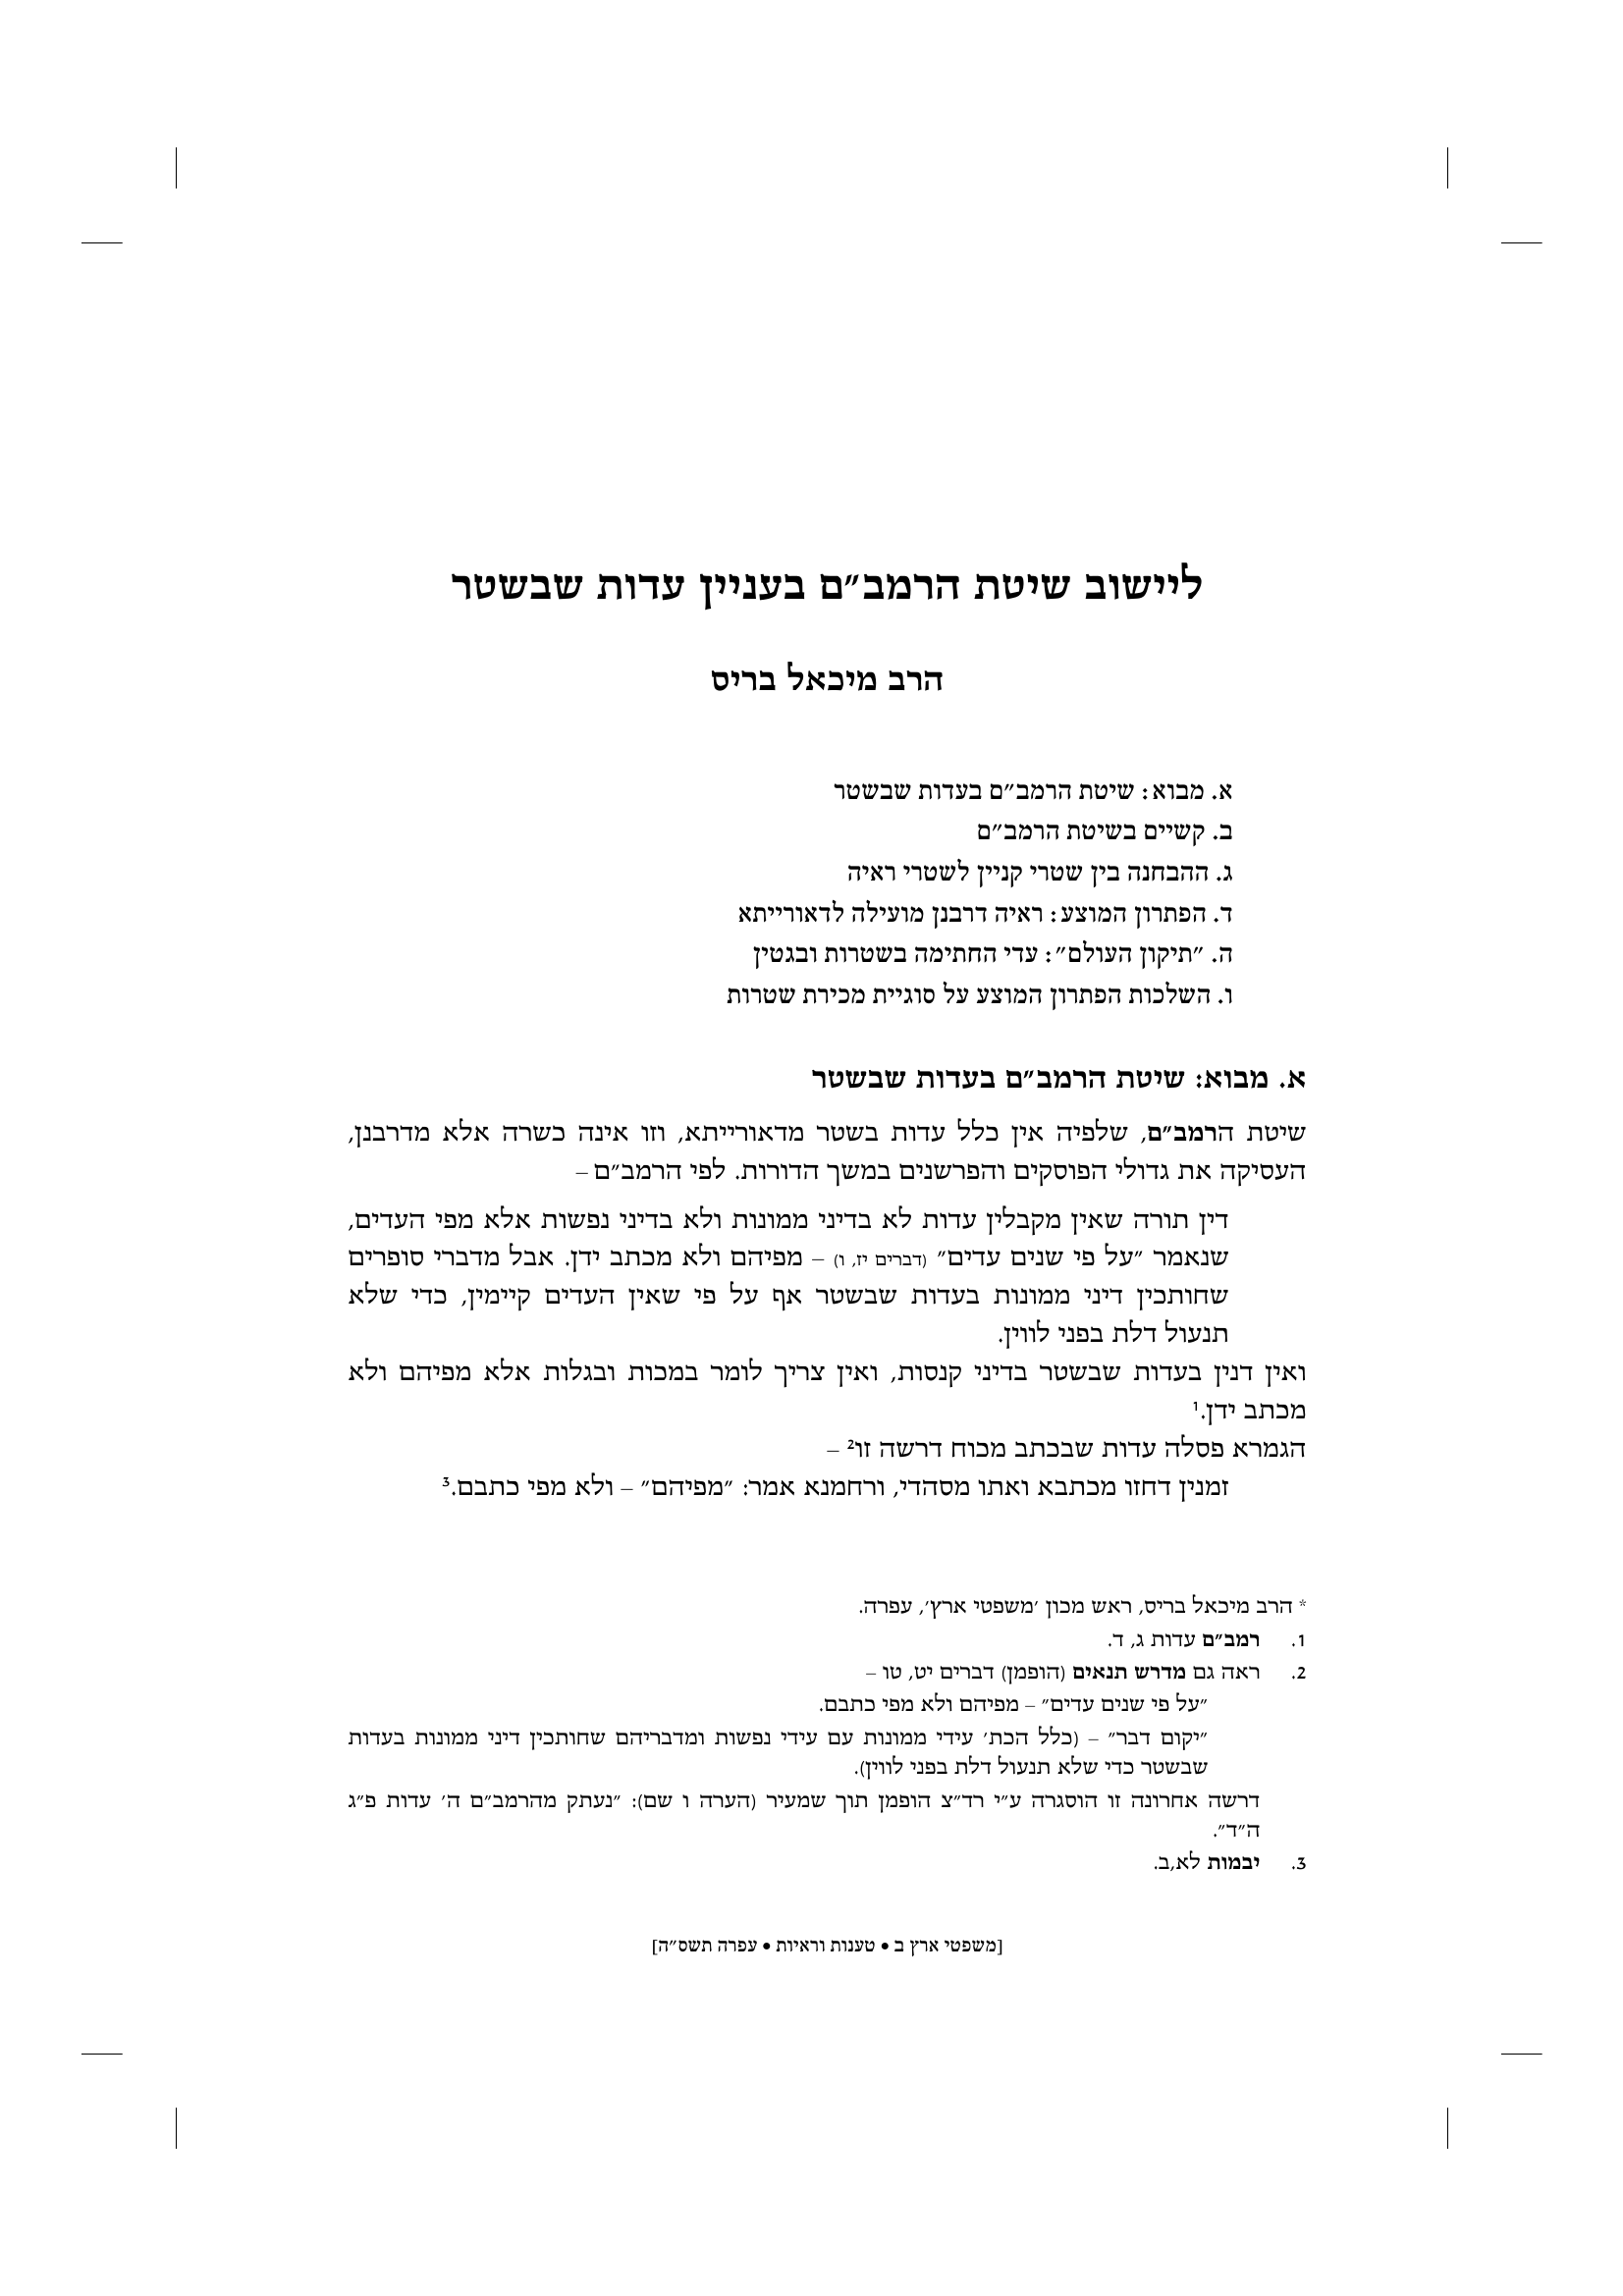 ליישוב שיטת הרמב״ם בעניין עדות שבשטר
הרב מיכאל בריס
א. מבוא: שיטת הרמב״ם בעדות שבשטר
ב. קשיים בשיטת הרמב״ם
ג. ההבחנה בין שטרי קניין לשטרי ראיה
ד. הפתרון המוצע: ראיה דרבנן מועילה לדאורייתא
ה. ״תיקון העולם״: עדי החתימה בשטרות ובגטין
ו. השלכות הפתרון המוצע על סוגיית מכירת שטרות
א. מבוא: שיטת הרמב״ם בעדות שבשטר
שיטת הרמב״ם, שלפיה אין כלל עדות בשטר מדאורייתא, וזו אינה כשרה אלא מדרבנן,
העסיקה את גדולי הפוסקים והפרשנים במשך הדורות. לפי הרמב״ם –
דין תורה שאין מקבלין עדות לא בדיני ממונות ולא בדיני נפשות אלא מפי העדים,
שנאמר ״על פי שנים עדים״ (דברים יז, ו) – מפיהם ולא מכתב ידן. אבל מדברי סופרים
שחותכין דיני ממונות בעדות שבשטר אף על פי שאין העדים קיימין, כדי שלא
תנעול דלת בפני לווין.
ואין דנין בעדות שבשטר בדיני קנסות, ואין צריך לומר במכות ובגלות אלא מפיהם ולא
מכתב ידן.1
הגמרא פסלה עדות שבכתב מכוח דרשה זו2 –
זמנין דחזו מכתבא ואתו מסהדי, ורחמנא אמר: ״מפיהם״ – ולא מפי כתבם.3
* הרב מיכאל בריס, ראש מכון ׳משפטי ארץ׳, עפרה.
1. רמב״ם עדות ג, ד.
2. ראה גם מדרש תנאים (הופמן) דברים יט, טו –
״על פי שנים עדים״ – מפיהם ולא מפי כתבם.
״יקום דבר״ – (כלל הכת׳ עידי ממונות עם עידי נפשות ומדבריהם שחותכין דיני ממונות בעדות
שבשטר כדי שלא תנעול דלת בפני לווין).
דרשה אחרונה זו הוסגרה ע״י רד״צ הופמן תוך שמעיר (הערה ו שם): ״נעתק מהרמב״ם ה׳ עדות פ״ג
ה״ד״.
3. יבמות לא,ב.
[משפטי ארץ ב • טענות וראיות • עפרה תשס״ה]